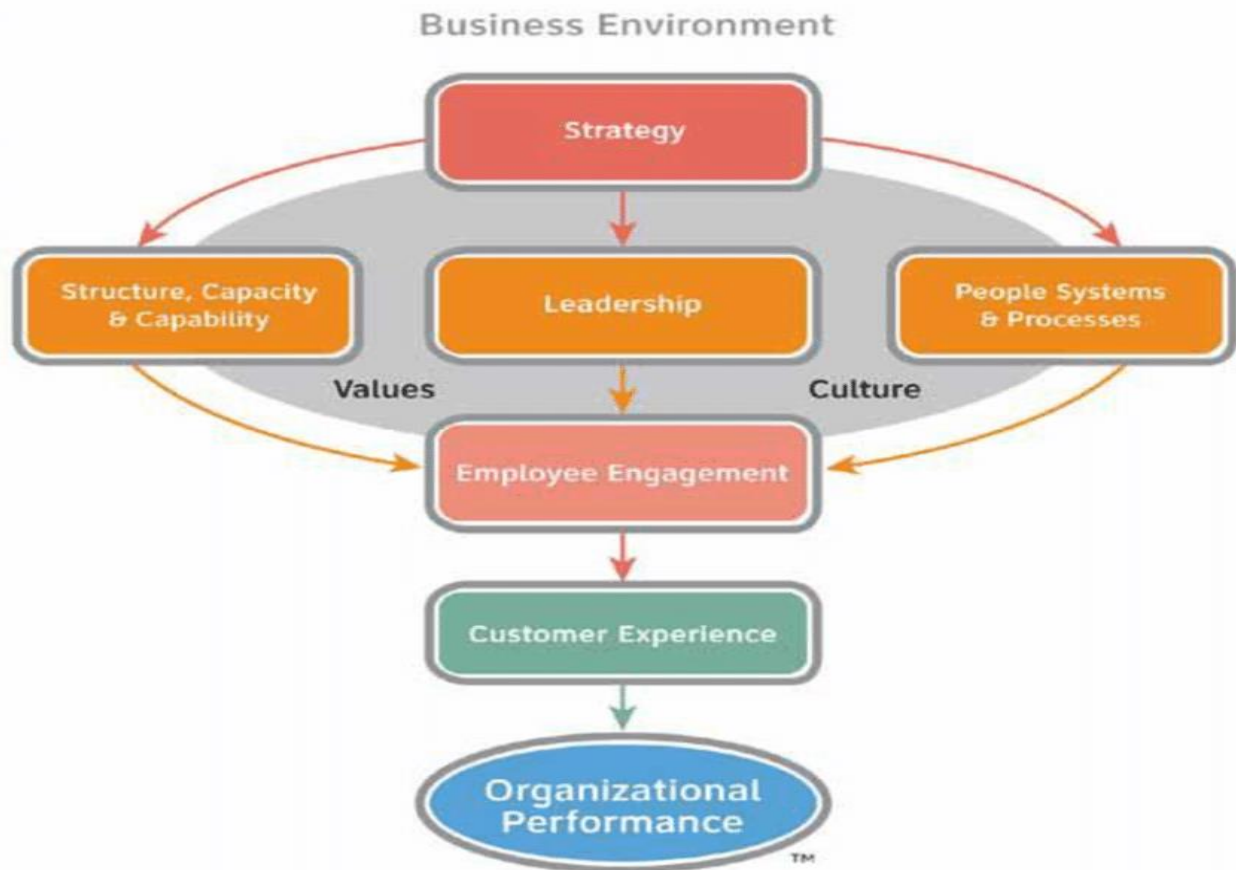 Business Environment
Strategy
Structure, Capacity
& Capability
Leadership
People Systems
& Processes
Values
Culture
Employee Engagement
Customer Experience
Organizational
Performance
TM